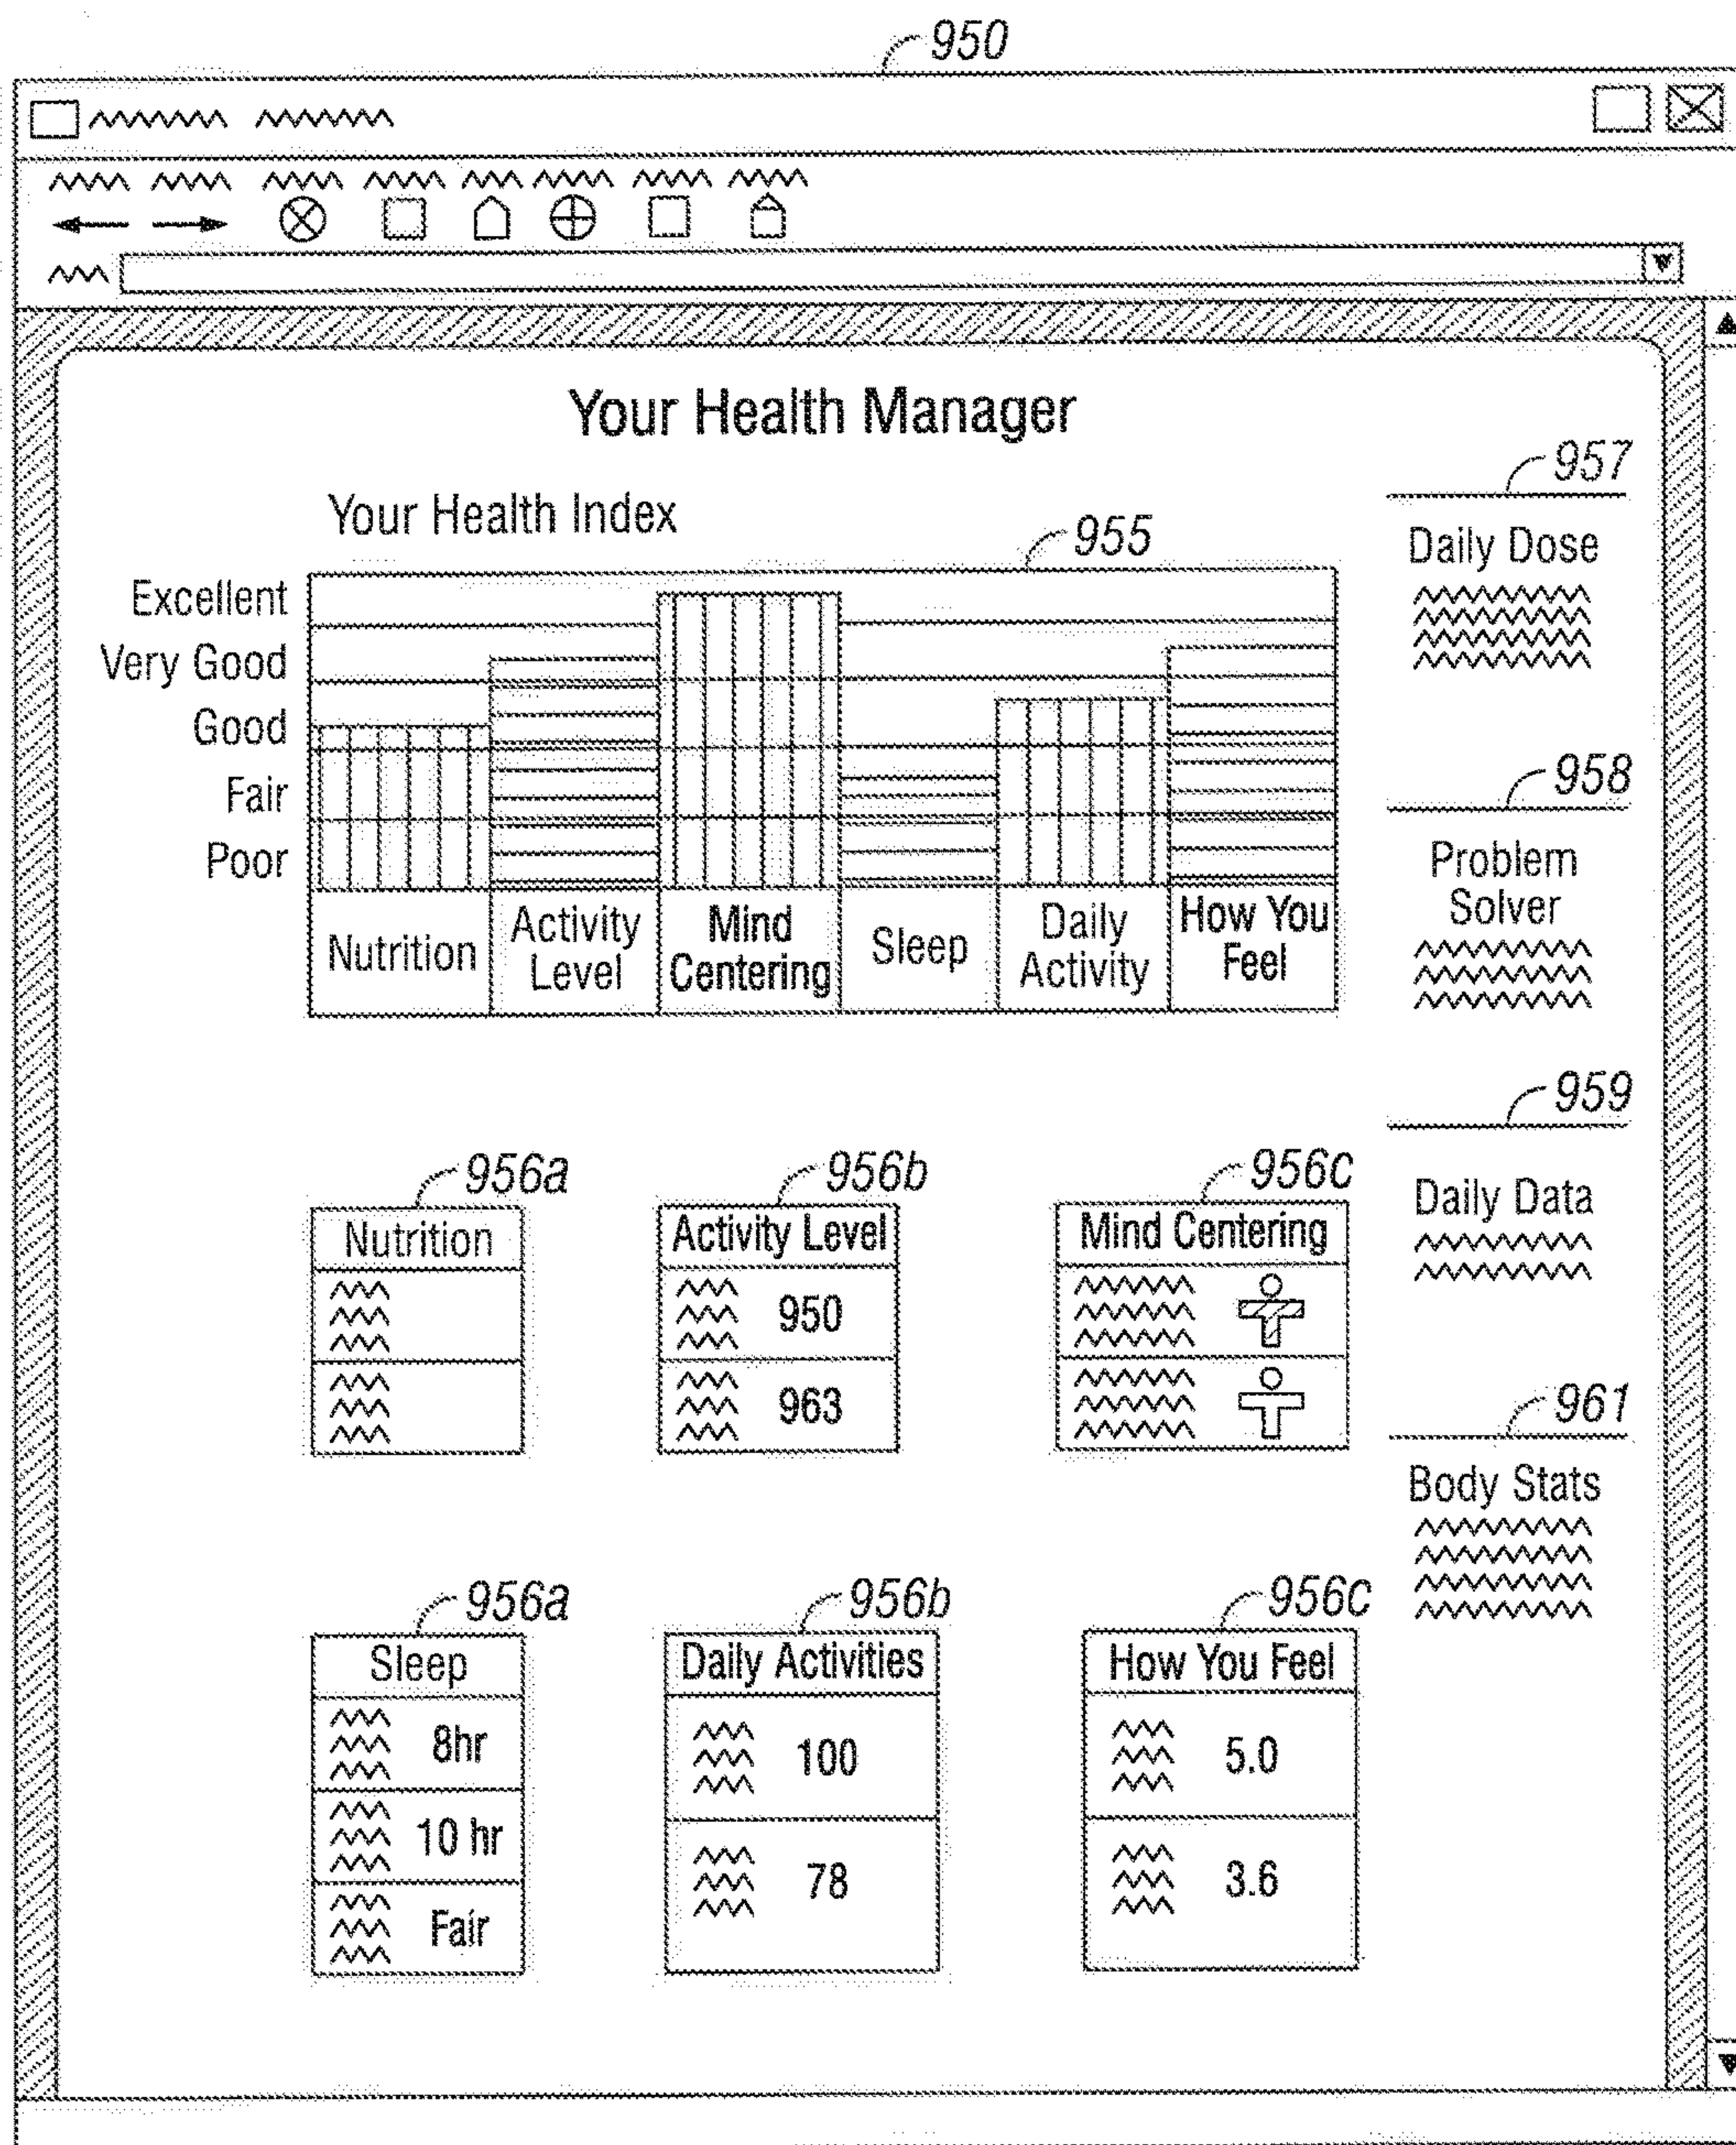 950
Your Health Manager
957
Your Health Index
955
Daily Dose
Excellent
Very Good
Good
Fair
Poor
958
Problem
Solver
Nutrition
Activity
Level
Mind
Centering
Sleep
Daily
Activity
How You
Feel
959
Daily Data
956a
956b
956c
Nutrition
Activity Level
950
963
Mind Centering
961
Body Stats
956a
956b
956c
Sleep
8hr
10 hr
Fair
Daily Activities
100
78
How You Feel
5.0
3.6